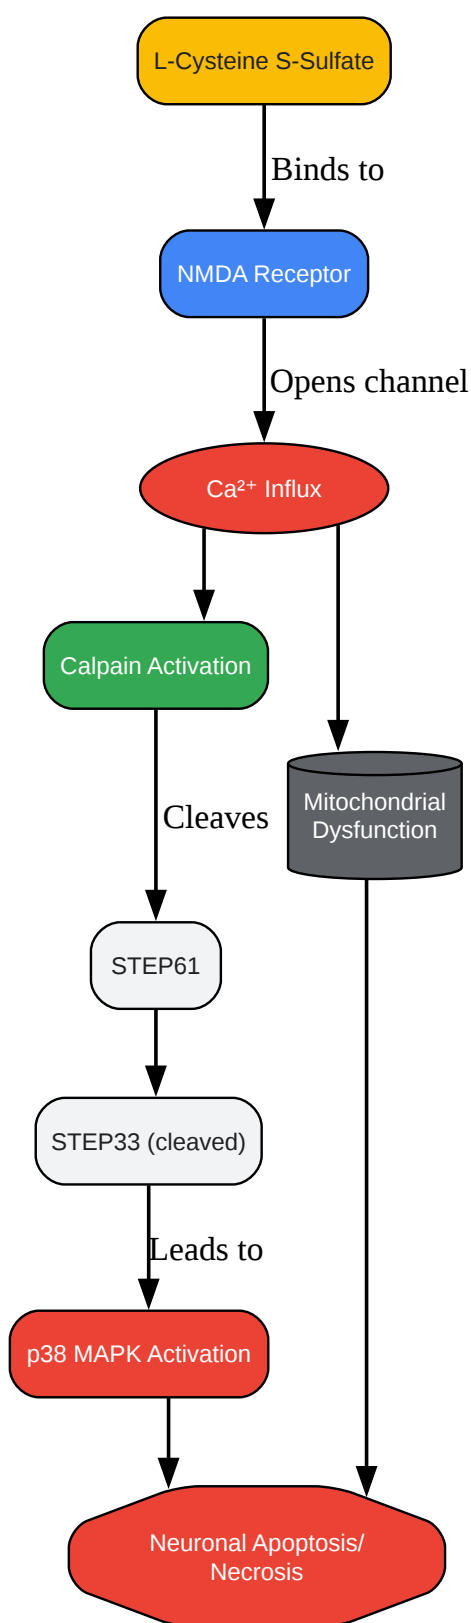 L-Cysteine S-Sulfate
Binds to
NMDA Receptor
Opens channel
Ca²⁺ Influx
Calpain Activation
Mitochondrial
Dysfunction
Cleaves
STEP61
STEP33 (cleaved)
Leads to
p38 MAPK Activation
Neuronal Apoptosis/
Necrosis